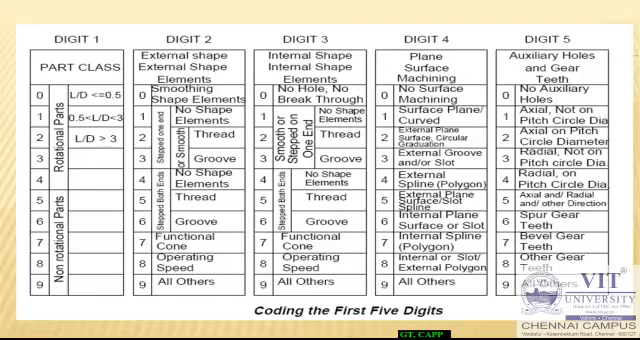 DIGIT 1
PART CLASS
0
L/D <=0.5
1
0.5<L/D<3
2
L/D > 3
3
4
5
6
7
8
9
Rotational Parts
Non rotational Parts
DIGIT 2
External shape
External Shape
Elements
0
Smoothing
Shape Elements
1
No Shape
Elements
2
Thread
3
Groove
Stepped one end
or Smooth
4
No Shape
Elements
5
Thread
6
Groove
Stepped Both Ends
7
Functional
Cone
8
Operating
Speed
9
All Others
DIGIT 3
Internal Shape
Internal Shape
Elements
0
No Hole, No
Break Through
1
No Shape
Elements
2
Thread
3
Groove
Smooth or
Stepped on
One End
4
No Shape
Elements
5
Thread
6
Groove
Stepped Both Ends
7
Functional
Cone
8
Operating
Speed
9
All Others
DIGIT 4
Plane
Surface
Machining
0
No Surface
Machining
1
Surface Plane/
Curved
2
External Plane
Surface, Circular
Graduation
3
External Groove
and/or Slot
4
External
Spline (Polygon)
5
External Plane
Surface/Slot
Spline
6
Internal Plane
Surface or Slot
7
Internal Spline
(Polygon)
8
Internal or Slot/
External Polygon
9
All Others
DIGIT 5
Auxiliary Holes
and Gear
Teeth
0
No Auxiliary
Holes
1
Axial, Not on
Pitch Circle Dia
2
Axial on Pitch
Circle Diameter
3
Radial, Not on
Pitch circle Dia.
4
Radial, on
Pitch Circle Dia.
5
Axial and/ Radial
and/ other Direction
6
Spur Gear
Teeth
7
Bevel Gear
Teeth
8
Other Gear
Teeth
9
All Others
Coding the First Five Digits
GT, CAPP
VIT
UNIVERSITY
Vellore • Chennai
CHENNAI CAMPUS